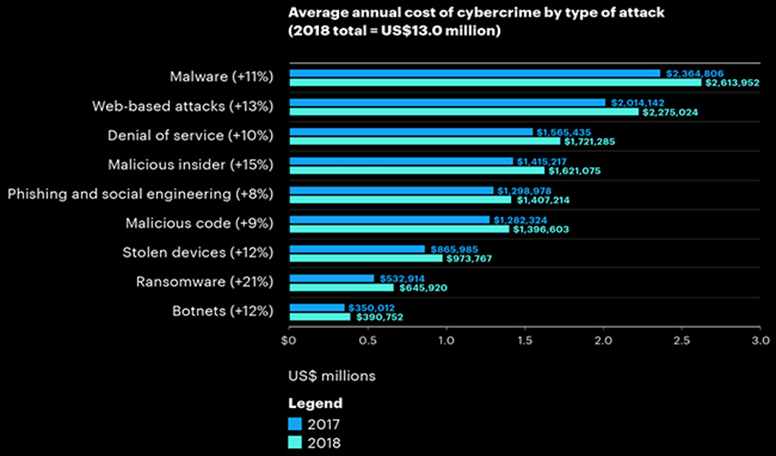 Average annual cost of cybercrime by type of attack
(2018 total = US$13.0 million)
Malware (+11%)
$2,364,806
$2,613,952
Web-based attacks (+13%)
$2,014,142
$2,275,024
Denial of service (+10%)
$1,565,435
$1,721,285
Malicious insider (+15%)
$1,415,217
$1,621,075
Phishing and social engineering (+8%)
$1,298,978
$1,407,214
Malicious code (+9%)
$1,282,324
$1,396,603
Stolen devices (+12%)
$865,985
$973,767
Ransomware (+21%)
$532,914
$645,920
Botnets (+12%)
$350,012
$390,752
$0 0.5 1.0 1.5 2.0 2.5 3.0
US$ millions
Legend
2017
2018